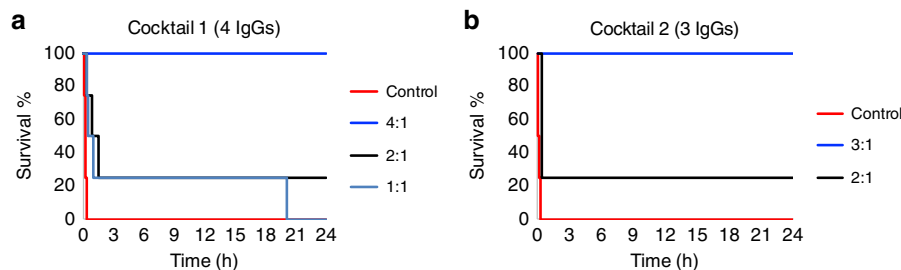 a
Cocktail 1 (4 IgGs)
Survival %
100
80
60
40
20
0
0 3 6 9 12 15 18 21 24
Time (h)
Control
4:1
2:1
1:1
b
Cocktail 2 (3 IgGs)
Survival %
100
80
60
40
20
0
0 3 6 9 12 15 18 21 24
Time (h)
Control
3:1
2:1